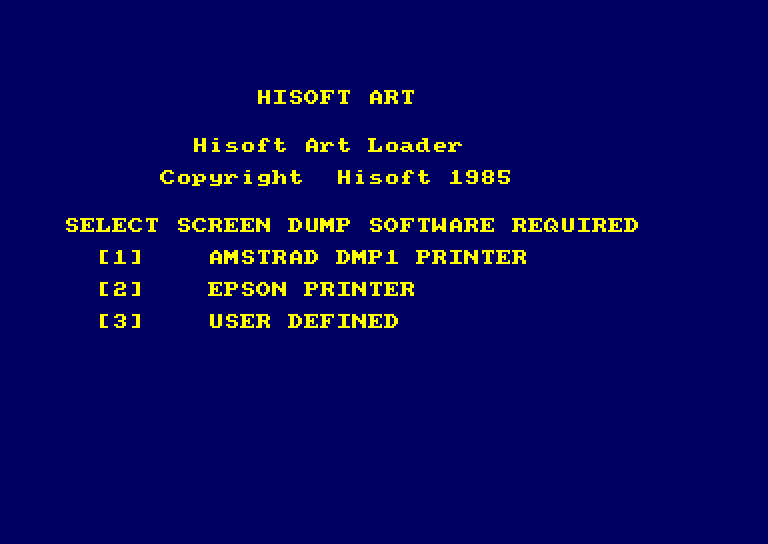 HISOFT ART
Hisoft Art Loader
Copyright  Hisoft 1985
SELECT SCREEN DUMP SOFTWARE REQUIRED
[1]    AMSTRAD DMP1 PRINTER
[2]    EPSON PRINTER
[3]    USER DEFINED